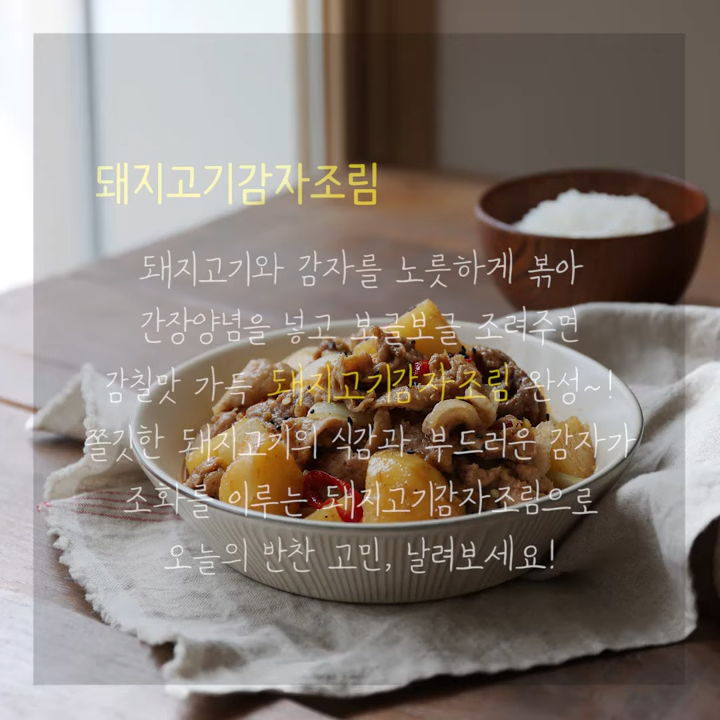 돼지고기감자조림
돼지고기와 감자를 노릇하게 볶아
간장양념을 넣고 보글보글 조려주면
감칠맛 가득 돼지고기감자조림 완성~!
쫄깃한 돼지고기의 식감과 부드러운 감자가
조화를 이루는 돼지고기감자조림으로
오늘의 반찬 고민, 날려보세요!